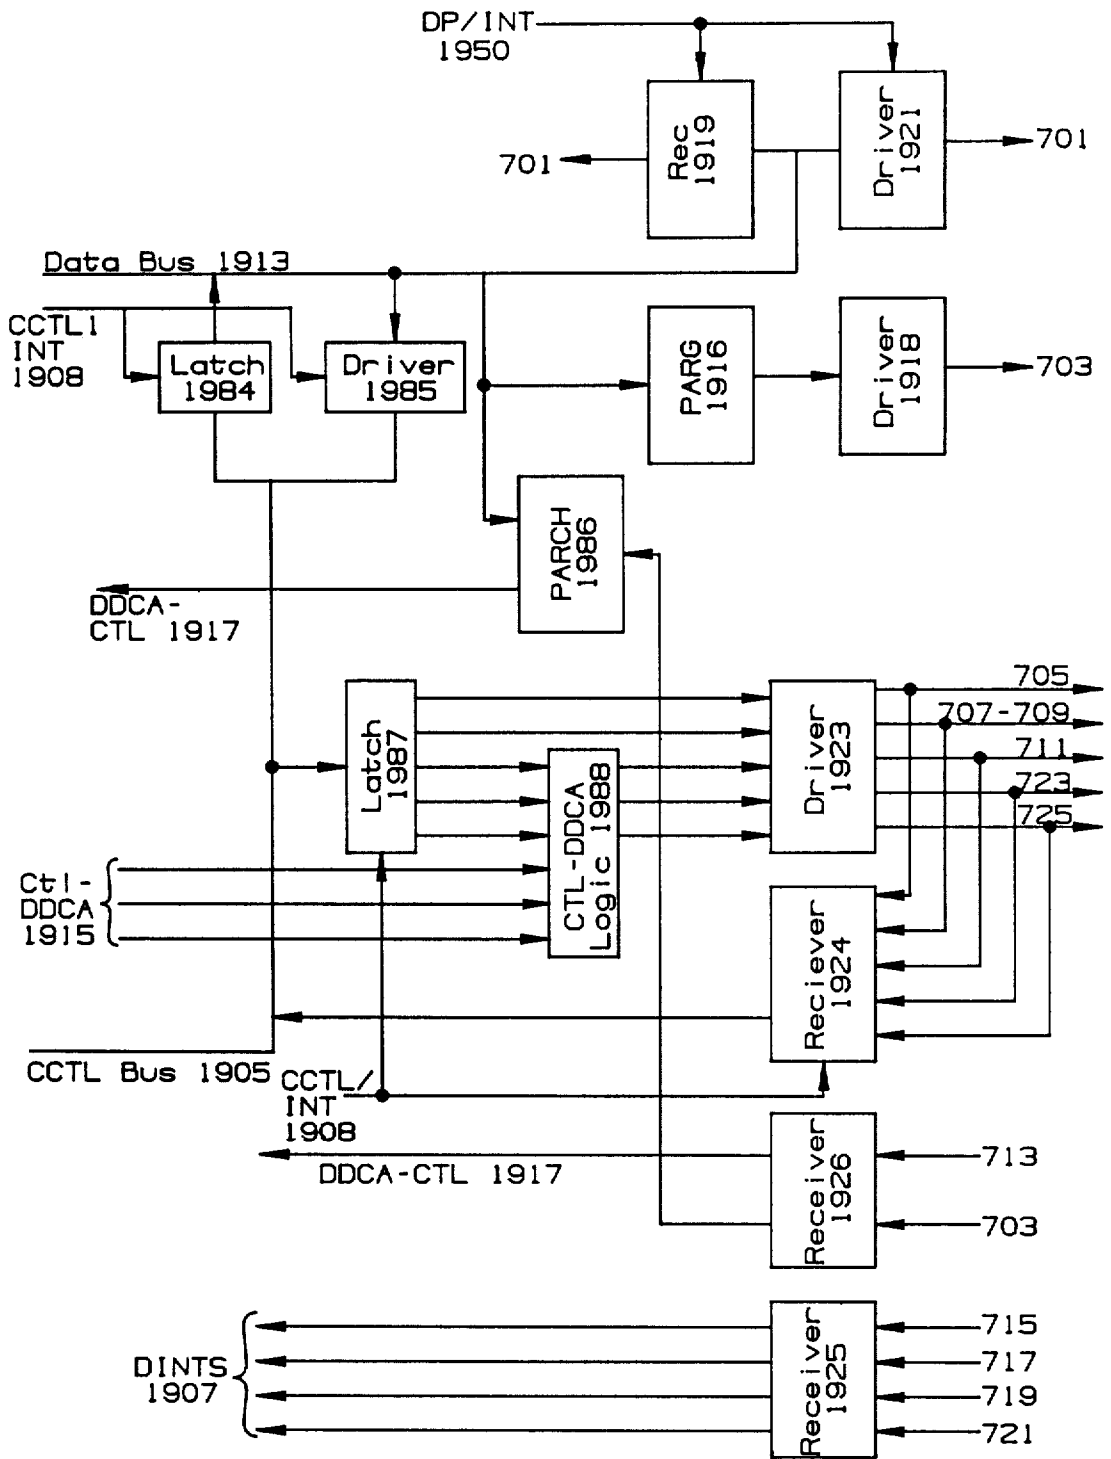 DP/INT
1950
Rec
1919
Driver
1921
701
701
Data Bus 1913
CCTL1
INT
1908
Latch
1984
Driver
1985
PARG
1916
Driver
1918
703
PARCH
1986
DDCA-
CTL 1917
Latch
1987
CTL-DDCA
Logic 1988
Driver
1923
705
707-709
711
723
725
Ctl-
DDCA
1915
Reciever
1924
CCTL Bus 1905
CCTL/
INT
1908
DDCA-CTL 1917
Receiver
1926
713
703
DINTS
1907
Receiver
1925
715
717
719
721